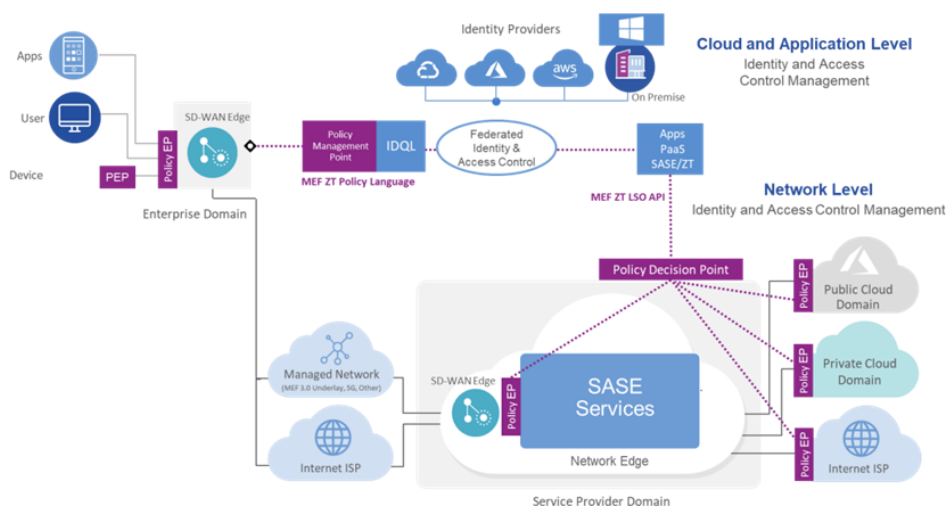 Identity Providers
Cloud and Application Level
Identity and Access
Control Management
Apps
aws
On Premise
User
SD-WAN Edge
Policy EP
Policy
Management
Point
IDQL
Federated
Identity &
Access Control
Apps
PaaS
SASE/ZT
Device
PEP
MEF ZT Policy Language
MEF ZT LSO API
Network Level
Identity and Access Control Management
Enterprise Domain
Policy Decision Point
Policy EP
Public Cloud
Domain
Managed Network
(MEF 3.0 Underlay, 5G, Other)
SD-WAN Edge
Policy EP
SASE
Services
Policy EP
Private Cloud
Domain
Internet ISP
Network Edge
Policy EP
Internet ISP
Service Provider Domain